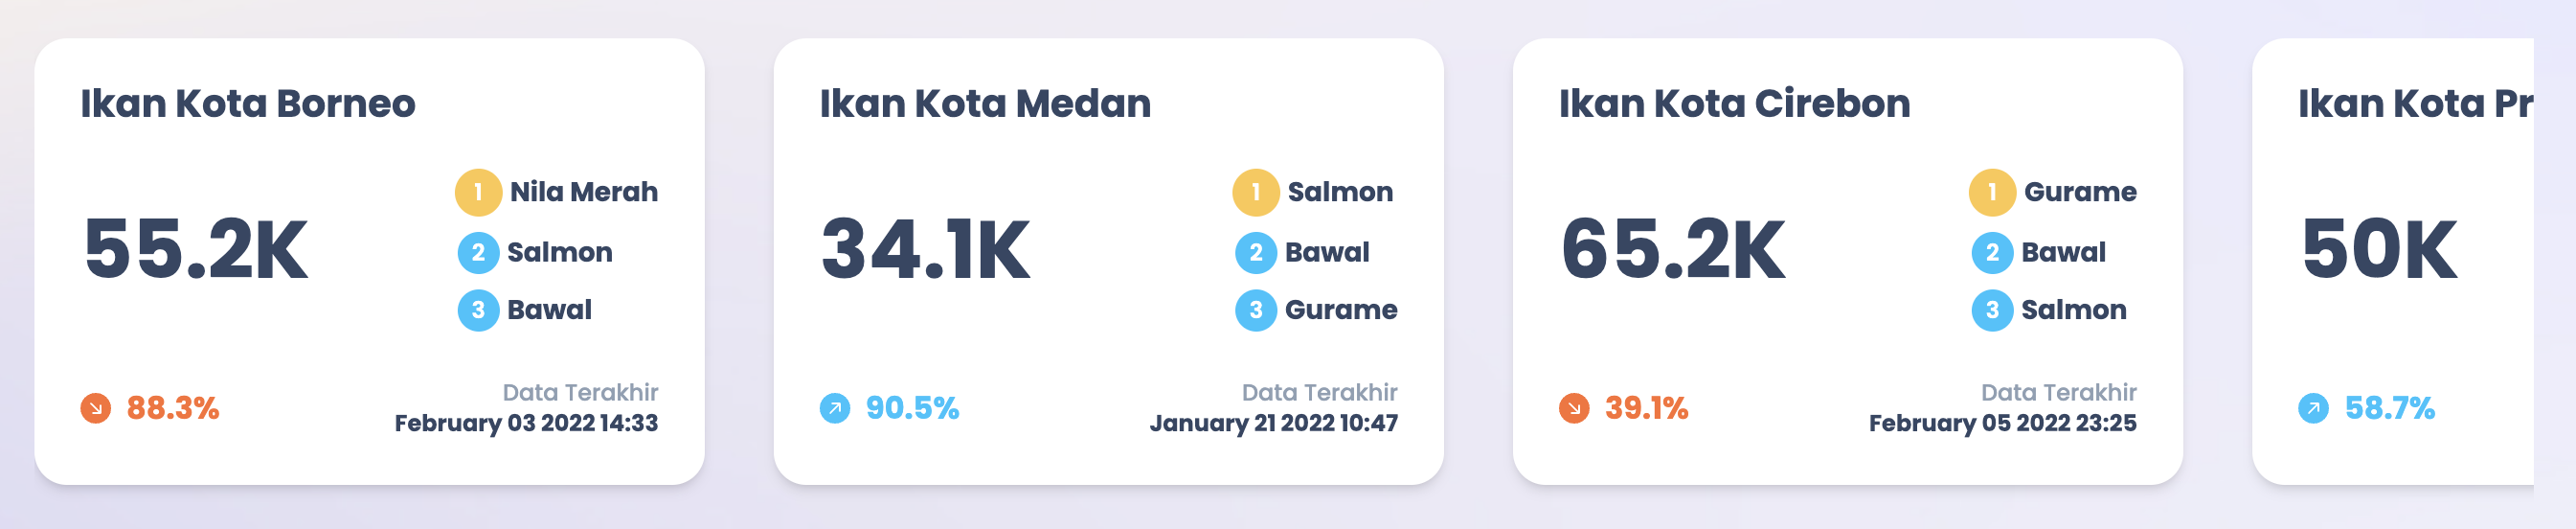 Ikan Kota Borneo
55.2K
1 Nila Merah
2 Salmon
3 Bawal
88.3%
Data Terakhir
February 03 2022 14:33
Ikan Kota Medan
34.1K
1 Salmon
2 Bawal
3 Gurame
90.5%
Data Terakhir
January 21 2022 10:47
Ikan Kota Cirebon
65.2K
1 Gurame
2 Bawal
3 Salmon
39.1%
Data Terakhir
February 05 2022 23:25
Ikan Kota Pr
50K
58.7%